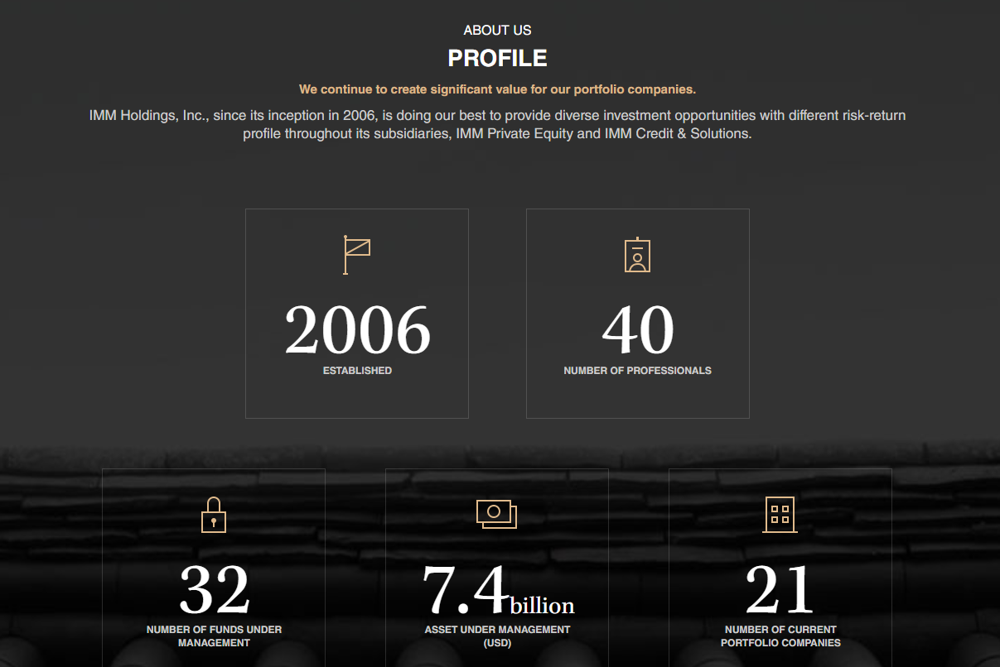 ABOUT US
PROFILE
We continue to create significant value for our portfolio companies.
IMM Holdings, Inc., since its inception in 2006, is doing our best to provide diverse investment opportunities with different risk-return
profile throughout its subsidiaries, IMM Private Equity and IMM Credit & Solutions.
2006
ESTABLISHED
40
NUMBER OF PROFESSIONALS
32
NUMBER OF FUNDS UNDER
MANAGEMENT
7.4billion
ASSET UNDER MANAGEMENT
(USD)
21
NUMBER OF CURRENT
PORTFOLIO COMPANIES